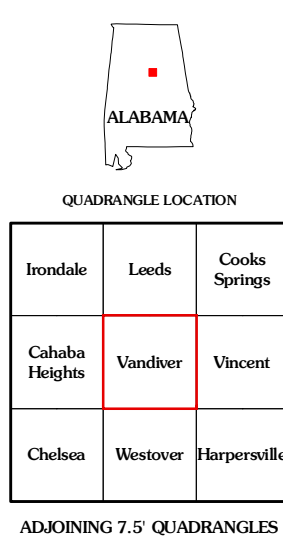 ALABAMA
QUADRANGLE LOCATION
Irondale
Leeds
Cooks
Springs
Cahaba
Heights
Vandiver
Vincent
Chelsea
Westover
Harpersville
ADJOINING 7.5' QUADRANGLES